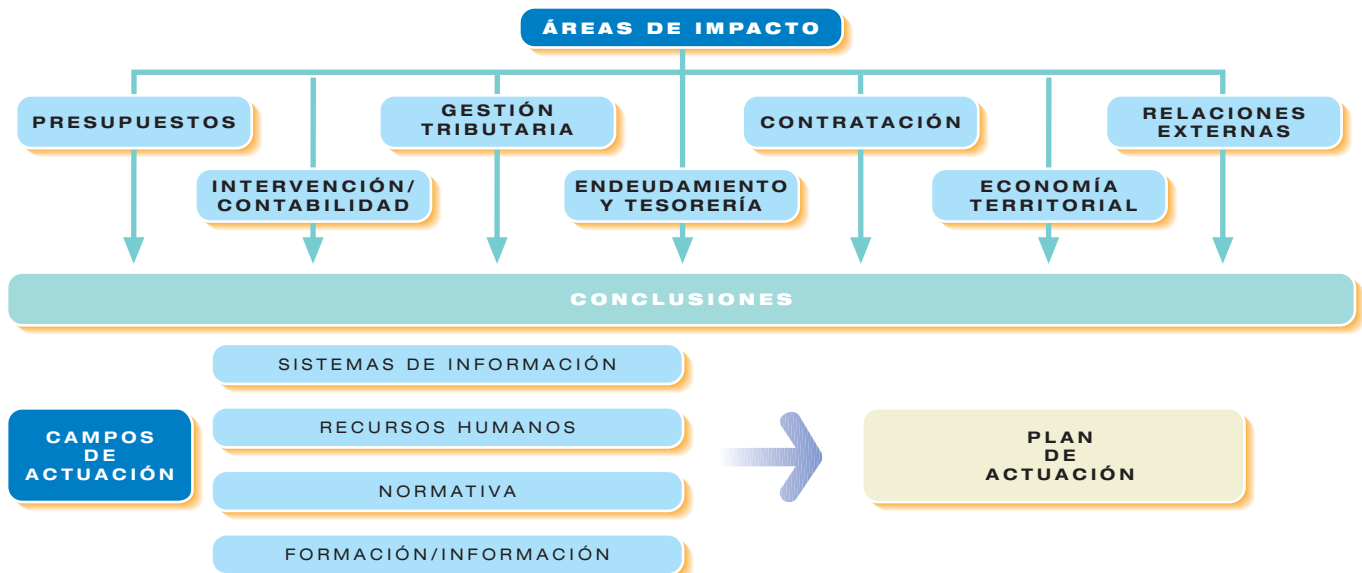 ÁREAS DE IMPACTO
PRESUPUESTOS
GESTIÓN
TRIBUTARIA
CONTRATACIÓN
RELACIONES
EXTERNAS
INTERVENCIÓN/
CONTABILIDAD
ENDEUDAMIENTO
Y TESORERÍA
ECONOMÍA
TERRITORIAL
CONCLUSIONES
CAMPOS
DE
ACTUACIÓN
SISTEMAS DE INFORMACIÓN
RECURSOS HUMANOS
NORMATIVA
FORMACIÓN/INFORMACIÓN
PLAN
DE
ACTUACIÓN